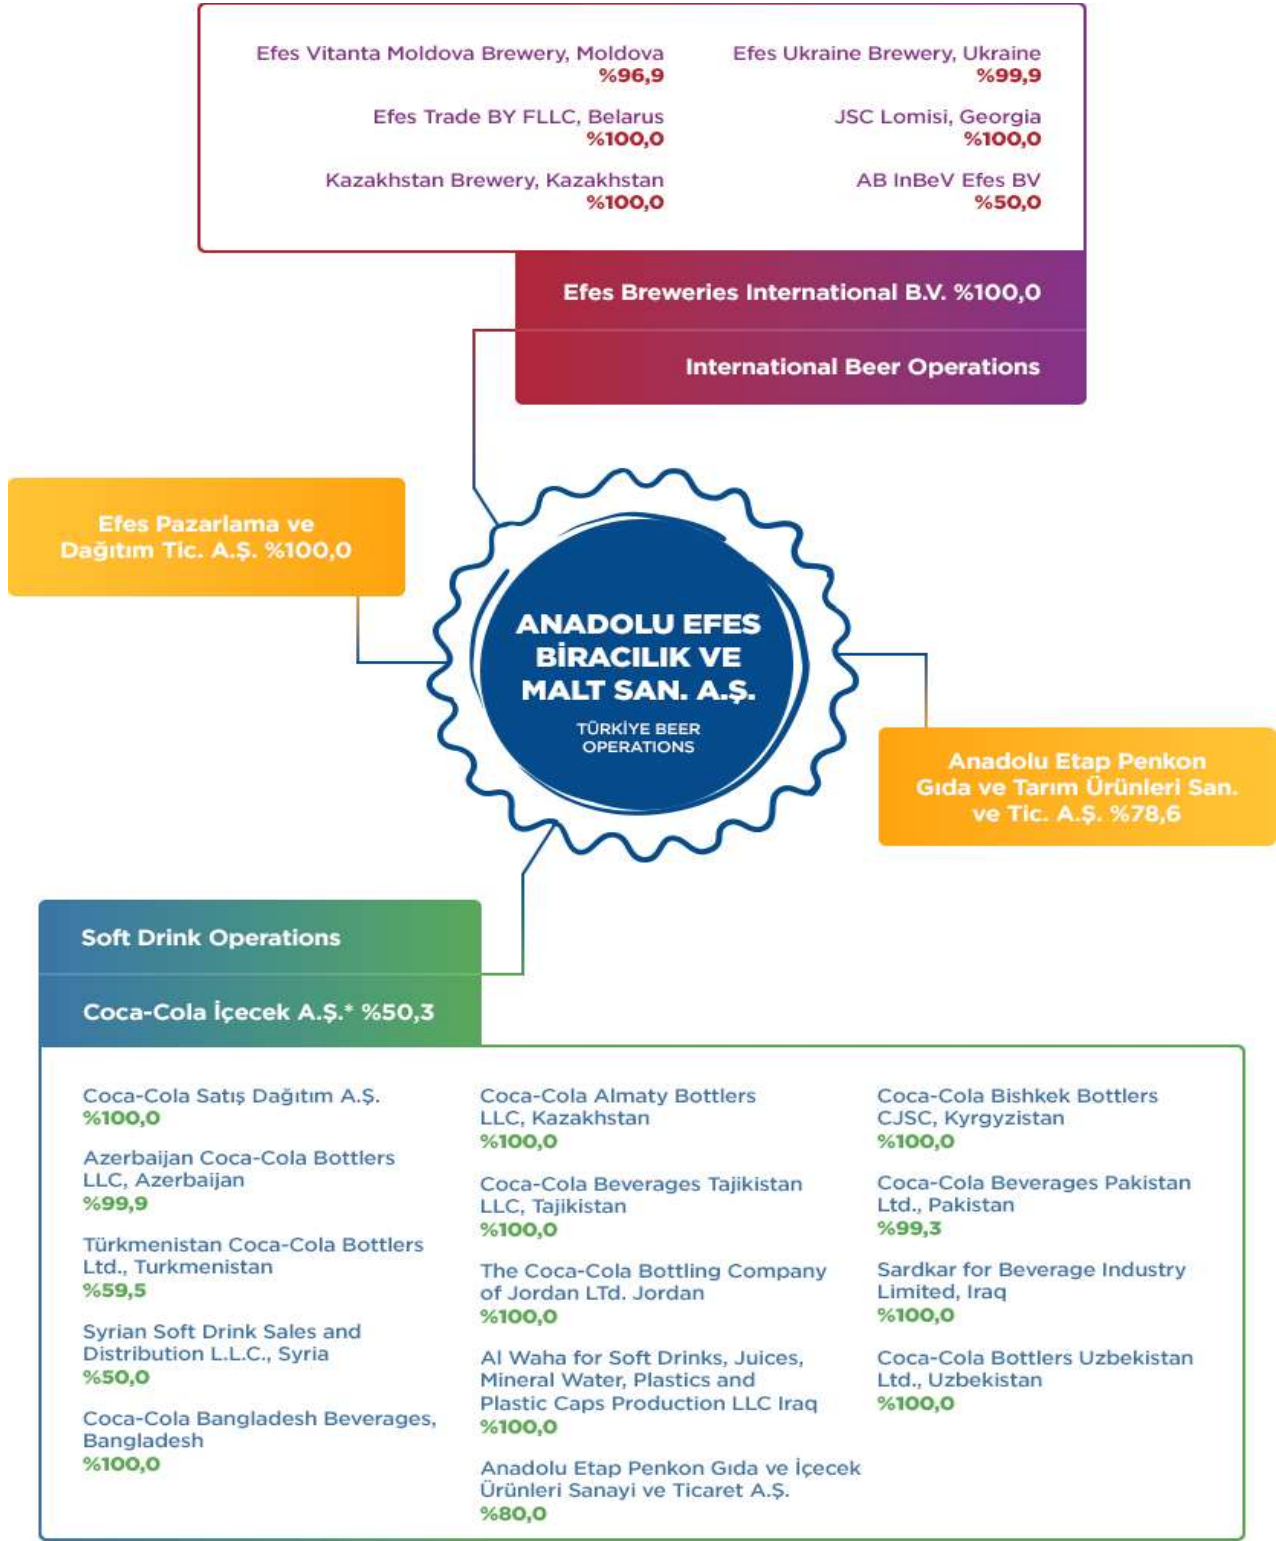 Efes Vitanta Moldova Brewery, Moldova
%96,9
Efes Trade BY FLLC, Belarus
%100,0
Kazakhstan Brewery, Kazakhstan
%100,0
Efes Ukraine Brewery, Ukraine
%99,9
JSC Lomisi, Georgia
%100,0
AB InBeV Efes BV
%50,0
Efes Breweries International B.V. %100,0
International Beer Operations
Efes Pazarlama ve
Dağıtım Tic. A.Ş. %100,0
ANADOLU EFES
BİRACILIK VE
MALT SAN. A.Ş.
TÜRKİYE BEER
OPERATIONS
Anadolu Etap Penkon
Gıda ve Tarım Ürünleri San.
ve Tic. A.Ş. %78,6
Soft Drink Operations
Coca-Cola İçecek A.Ş.* %50,3
Coca-Cola Satış Dağıtım A.Ş.
%100,0
Azerbaijan Coca-Cola Bottlers
LLC, Azerbaijan
%99,9
Türkmenistan Coca-Cola Bottlers
Ltd., Turkmenistan
%59,5
Syrian Soft Drink Sales and
Distribution L.L.C., Syria
%50,0
Coca-Cola Bangladesh Beverages,
Bangladesh
%100,0
Coca-Cola Almaty Bottlers
LLC, Kazakhstan
%100,0
Coca-Cola Beverages Tajikistan
LLC, Tajikistan
%100,0
The Coca-Cola Bottling Company
of Jordan LTd. Jordan
%100,0
Al Waha for Soft Drinks, Juices,
Mineral Water, Plastics and
Plastic Caps Production LLC Iraq
%100,0
Anadolu Etap Penkon Gıda ve İçecek
Ürünleri Sanayi ve Ticaret A.Ş.
%80,0
Coca-Cola Bishkek Bottlers
CJSC, Kyrgyzistan
%100,0
Coca-Cola Beverages Pakistan
Ltd., Pakistan
%99,3
Sardkar for Beverage Industry
Limited, Iraq
%100,0
Coca-Cola Bottlers Uzbekistan
Ltd., Uzbekistan
%100,0